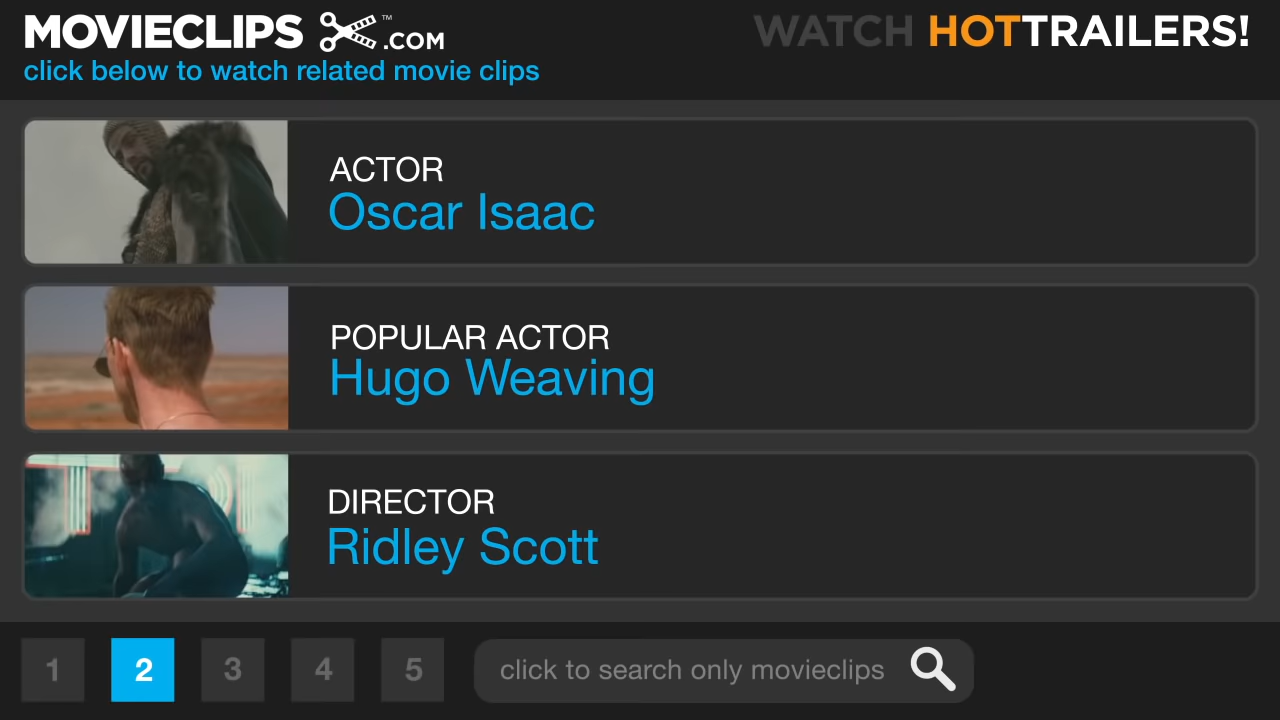 MOVIECLIPS ™ .COM
WATCH HOTTRAILERS!
click below to watch related movie clips
ACTOR
Oscar Isaac
POPULAR ACTOR
Hugo Weaving
DIRECTOR
Ridley Scott
1 2 3 4 5 click to search only movieclips